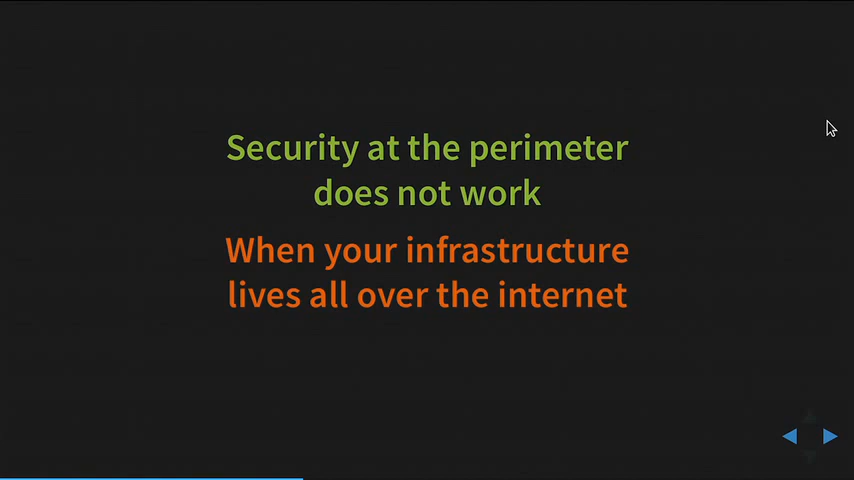 Security at the perimeter
does not work
When your infrastructure
lives all over the internet